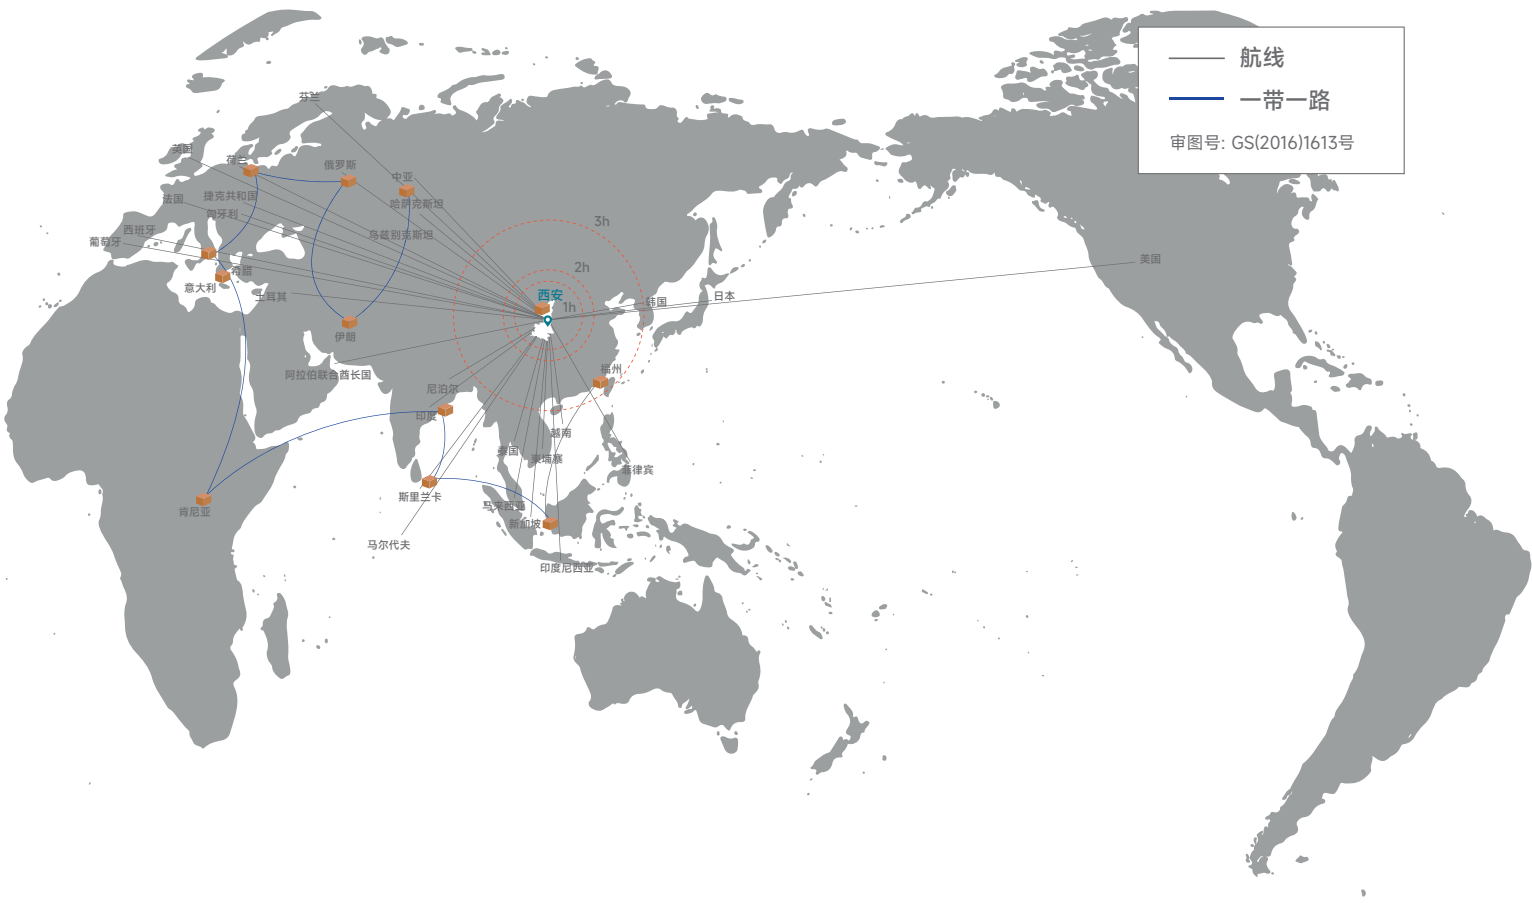 航线
一带一路
审图号: GS(2016)1613号
芬兰
英国
荷兰
俄罗斯
中亚
法国
捷克共和国
哈萨克斯坦
匈牙利
3h
西班牙
乌兹别克斯坦
葡萄牙
美国
希腊
2h
意大利
土耳其
西安
日本
韩国
1h
伊朗
福州
阿拉伯联合酋长国
尼泊尔
印度
越南
泰国
柬埔寨
菲律宾
斯里兰卡
马来西亚
肯尼亚
新加坡
马尔代夫
印度尼西亚